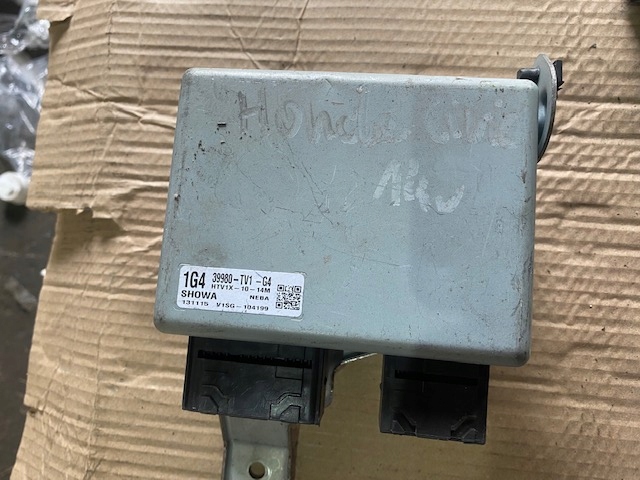 Honda Civic
1G4 39980-TV1-G4
HTV1X-10-14M
SHOWA NEBA
131115 V1SG-104199